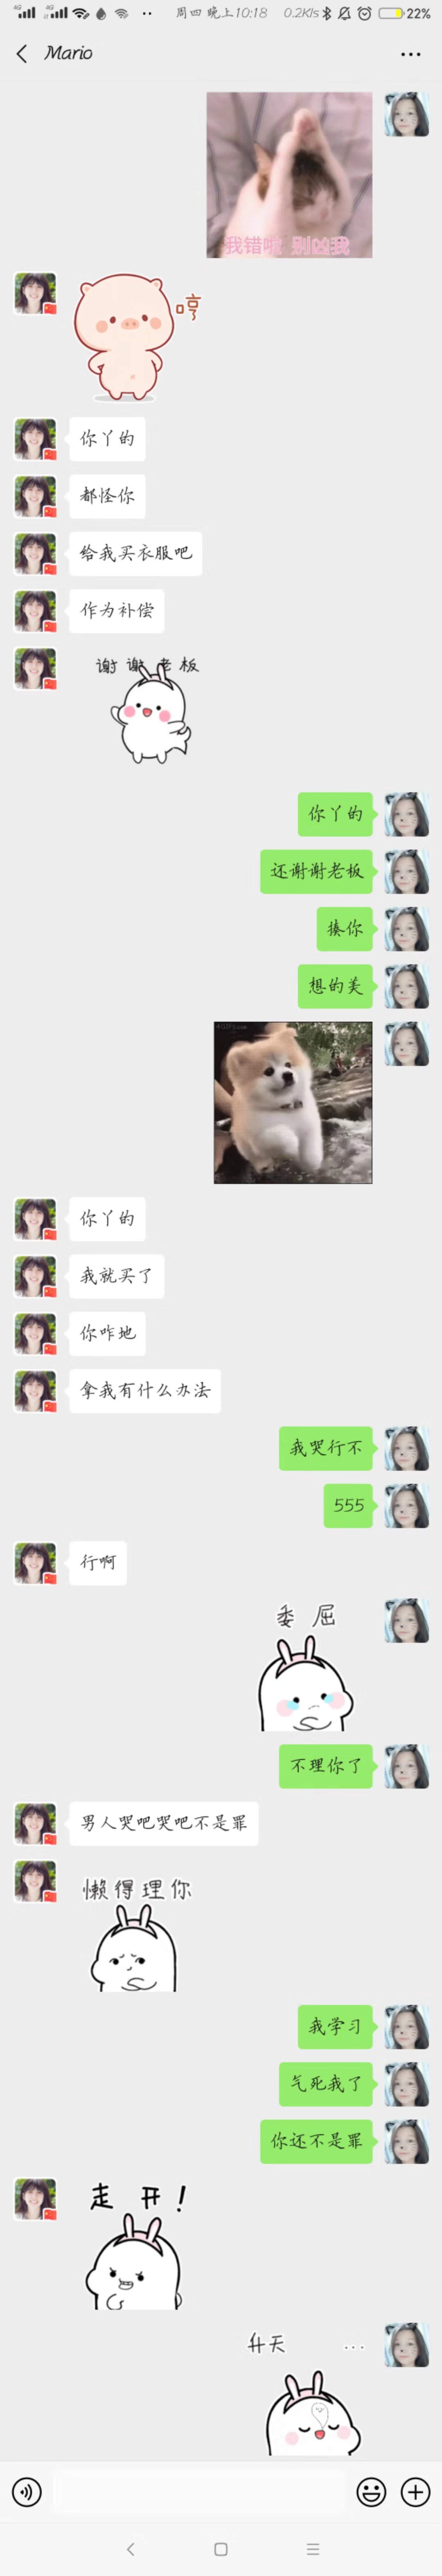 周四 晚上10:18 0.2K/s 22%
Mario
我错啦 别凶我
哼
你丫的
都怪你
给我买衣服吧
作为补偿
谢谢老板
你丫的
还谢谢老板
揍你
想的美
你丫的
我就买了
你咋地
拿我有什么办法
我哭行不
555
行啊
委屈
不理你了
男人哭吧哭吧不是罪
懒得理你
我学习
气死我了
你还不是罪
走开！
升天 ...